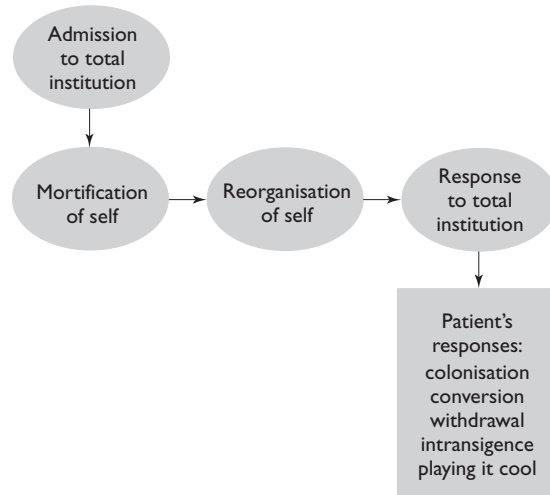 Admission
to total
institution
Mortification
of self
Reorganisation
of self
Response
to total
institution
Patient's
responses:
colonisation
conversion
withdrawal
intransigence
playing it cool